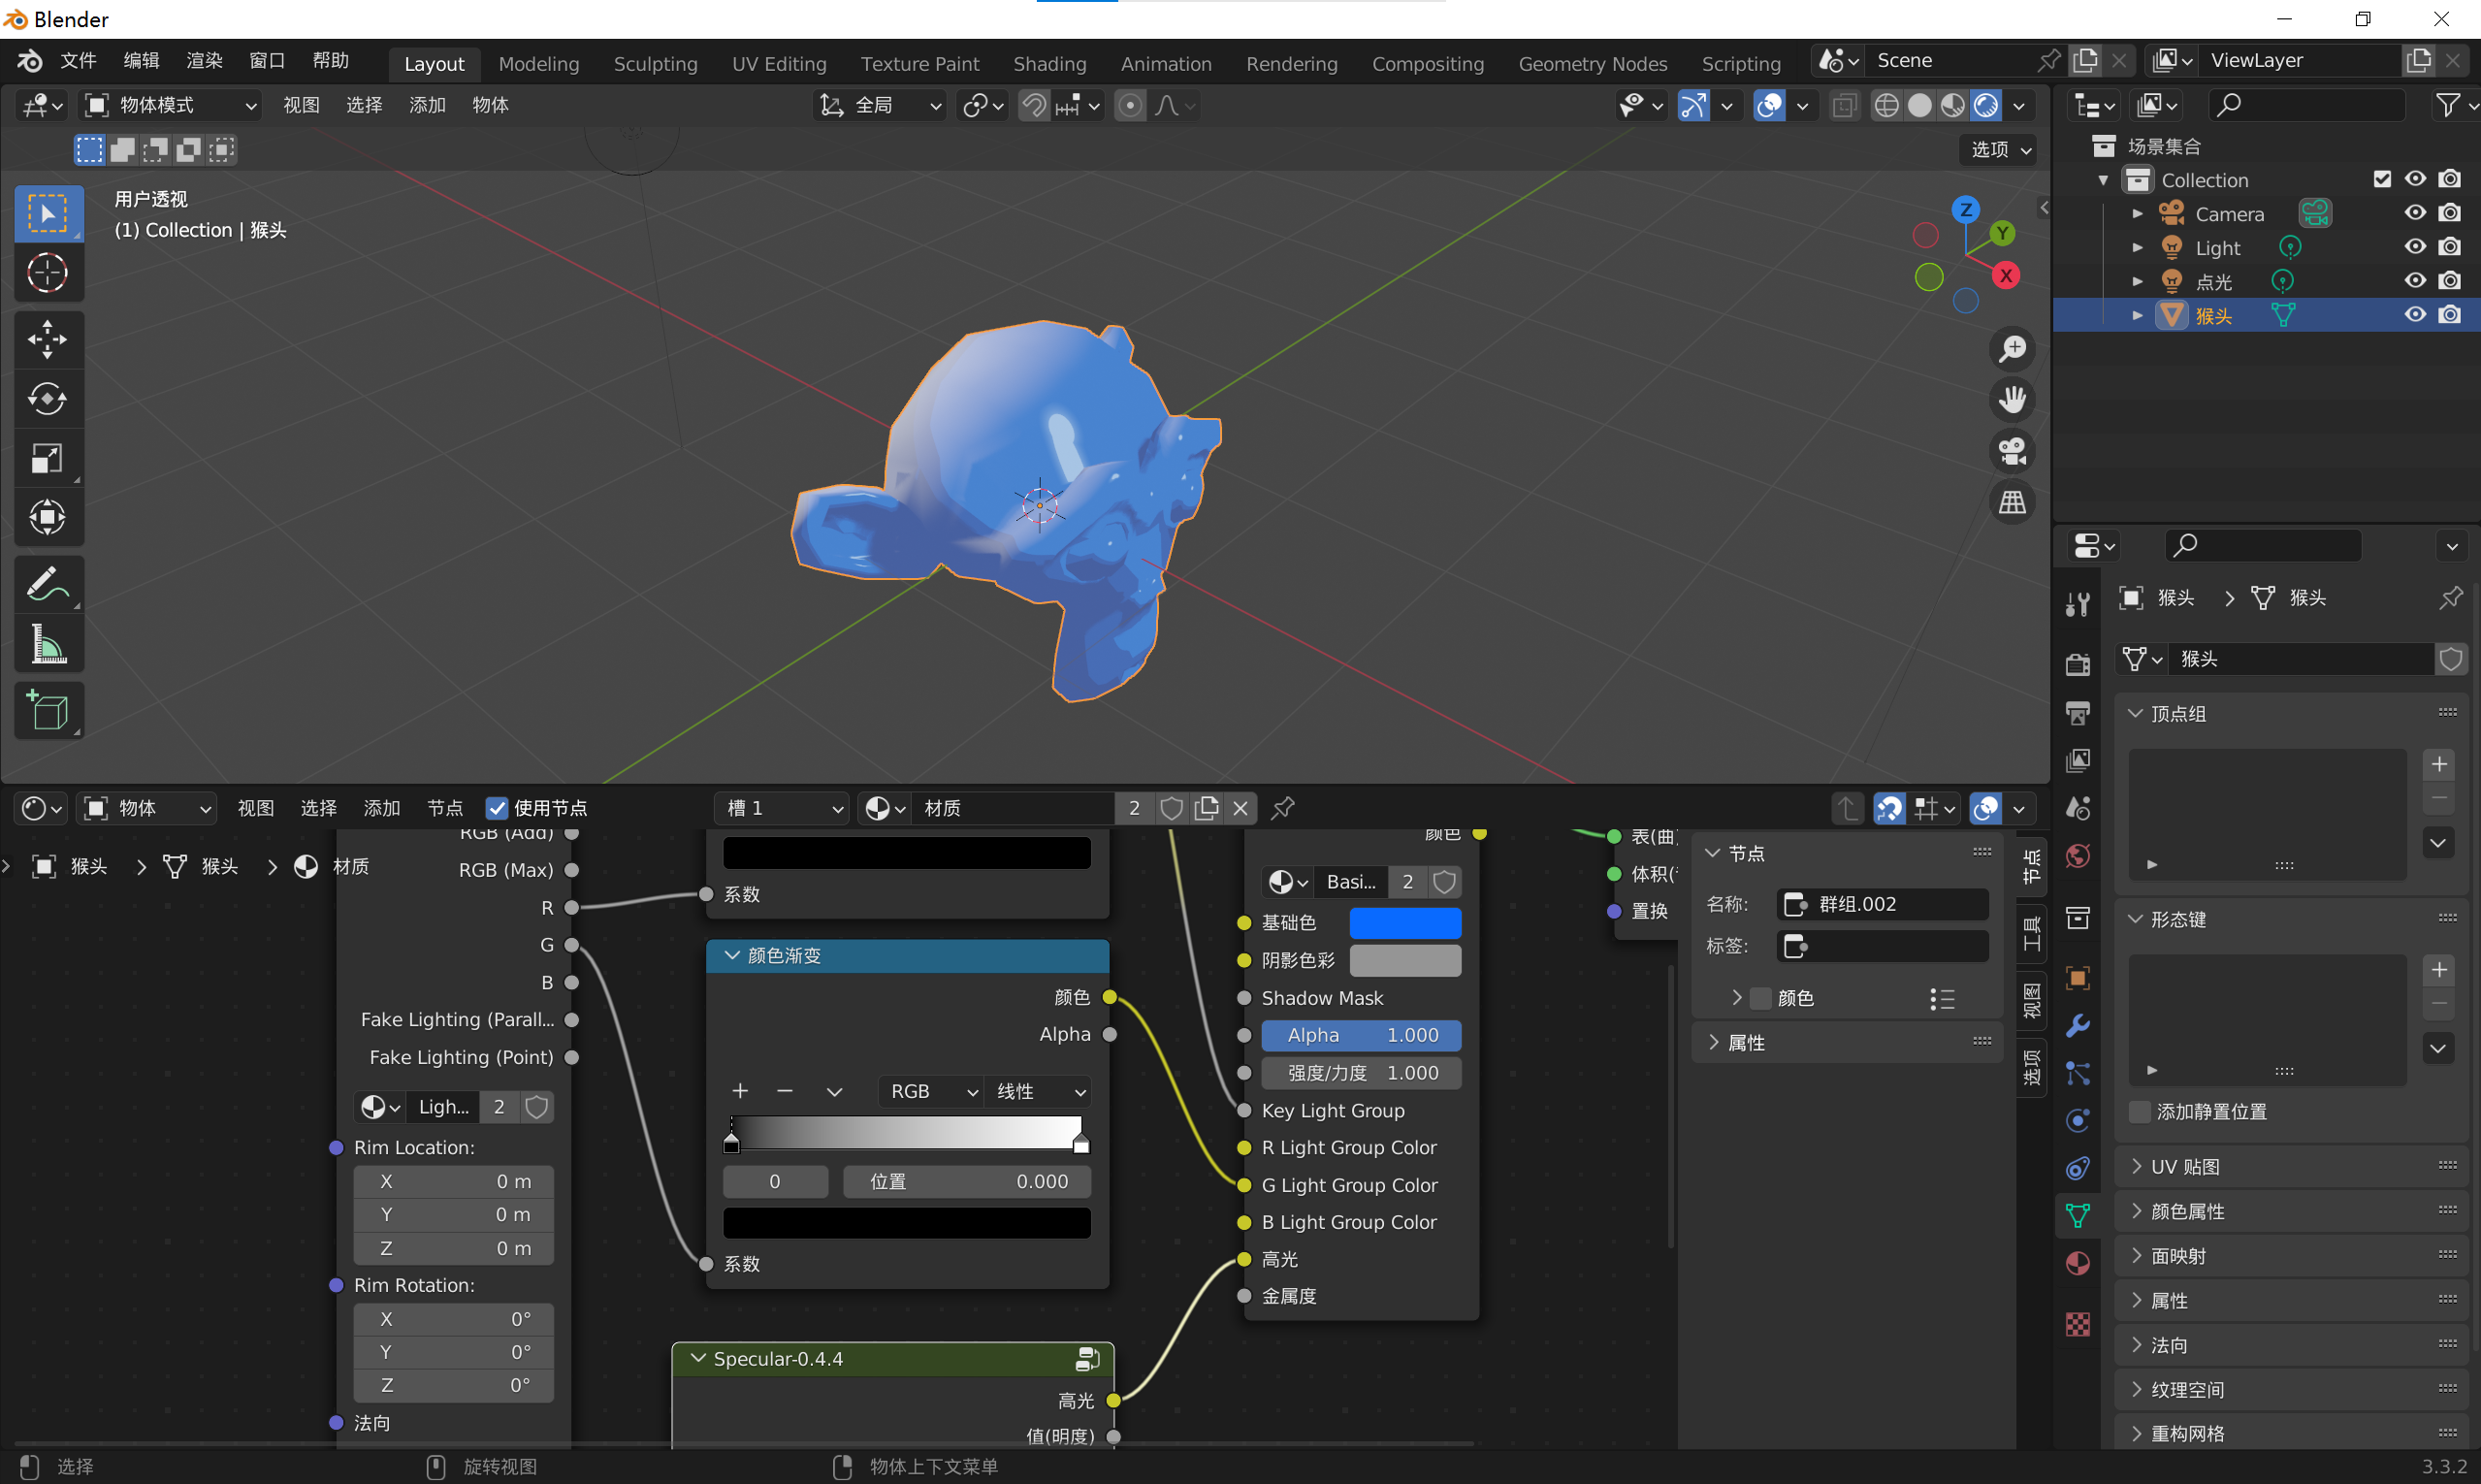 Blender
文件 编辑 渲染 窗口 帮助 Layout Modeling Sculpting UV Editing Texture Paint Shading Animation Rendering Compositing Geometry Nodes Scripting Scene ViewLayer
物体模式 视图 选择 添加 物体 全局
选项
用户透视
(1) Collection | 猴头
Z
Y
X
场景集合
Collection
Camera
Light
点光
猴头
猴头 猴头
猴头
顶点组
形态键
添加静置位置
UV 贴图
颜色属性
面映射
属性
法向
纹理空间
重构网格
物体 视图 选择 添加 节点 使用节点 槽 1 材质 2
猴头 猴头 材质
RGB (Add)
RGB (Max)
R
G
B
Fake Lighting (Parall...
Fake Lighting (Point)
Ligh... 2
Rim Location:
X 0 m
Y 0 m
Z 0 m
Rim Rotation:
X 0°
Y 0°
Z 0°
法向
系数
颜色渐变
颜色
Alpha
RGB 线性
0 位置 0.000
系数
Specular-0.4.4
高光
值(明度)
颜色
Basi... 2
基础色
阴影色彩
Shadow Mask
Alpha 1.000
强度/力度 1.000
Key Light Group
R Light Group Color
G Light Group Color
B Light Group Color
高光
金属度
表(曲
体积(
置换
节点
名称: 群组.002
标签:
颜色
属性
节点
工具
视图
选项
选择 旋转视图 物体上下文菜单 3.3.2